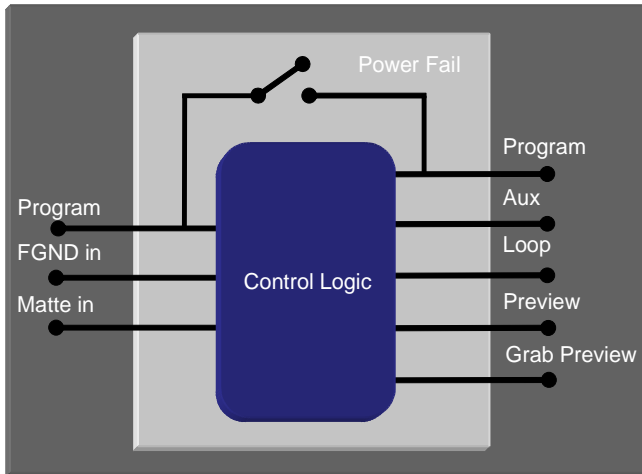 Power Fail
Program
FGND in
Matte in
Control Logic
Program
Aux
Loop
Preview
Grab Preview